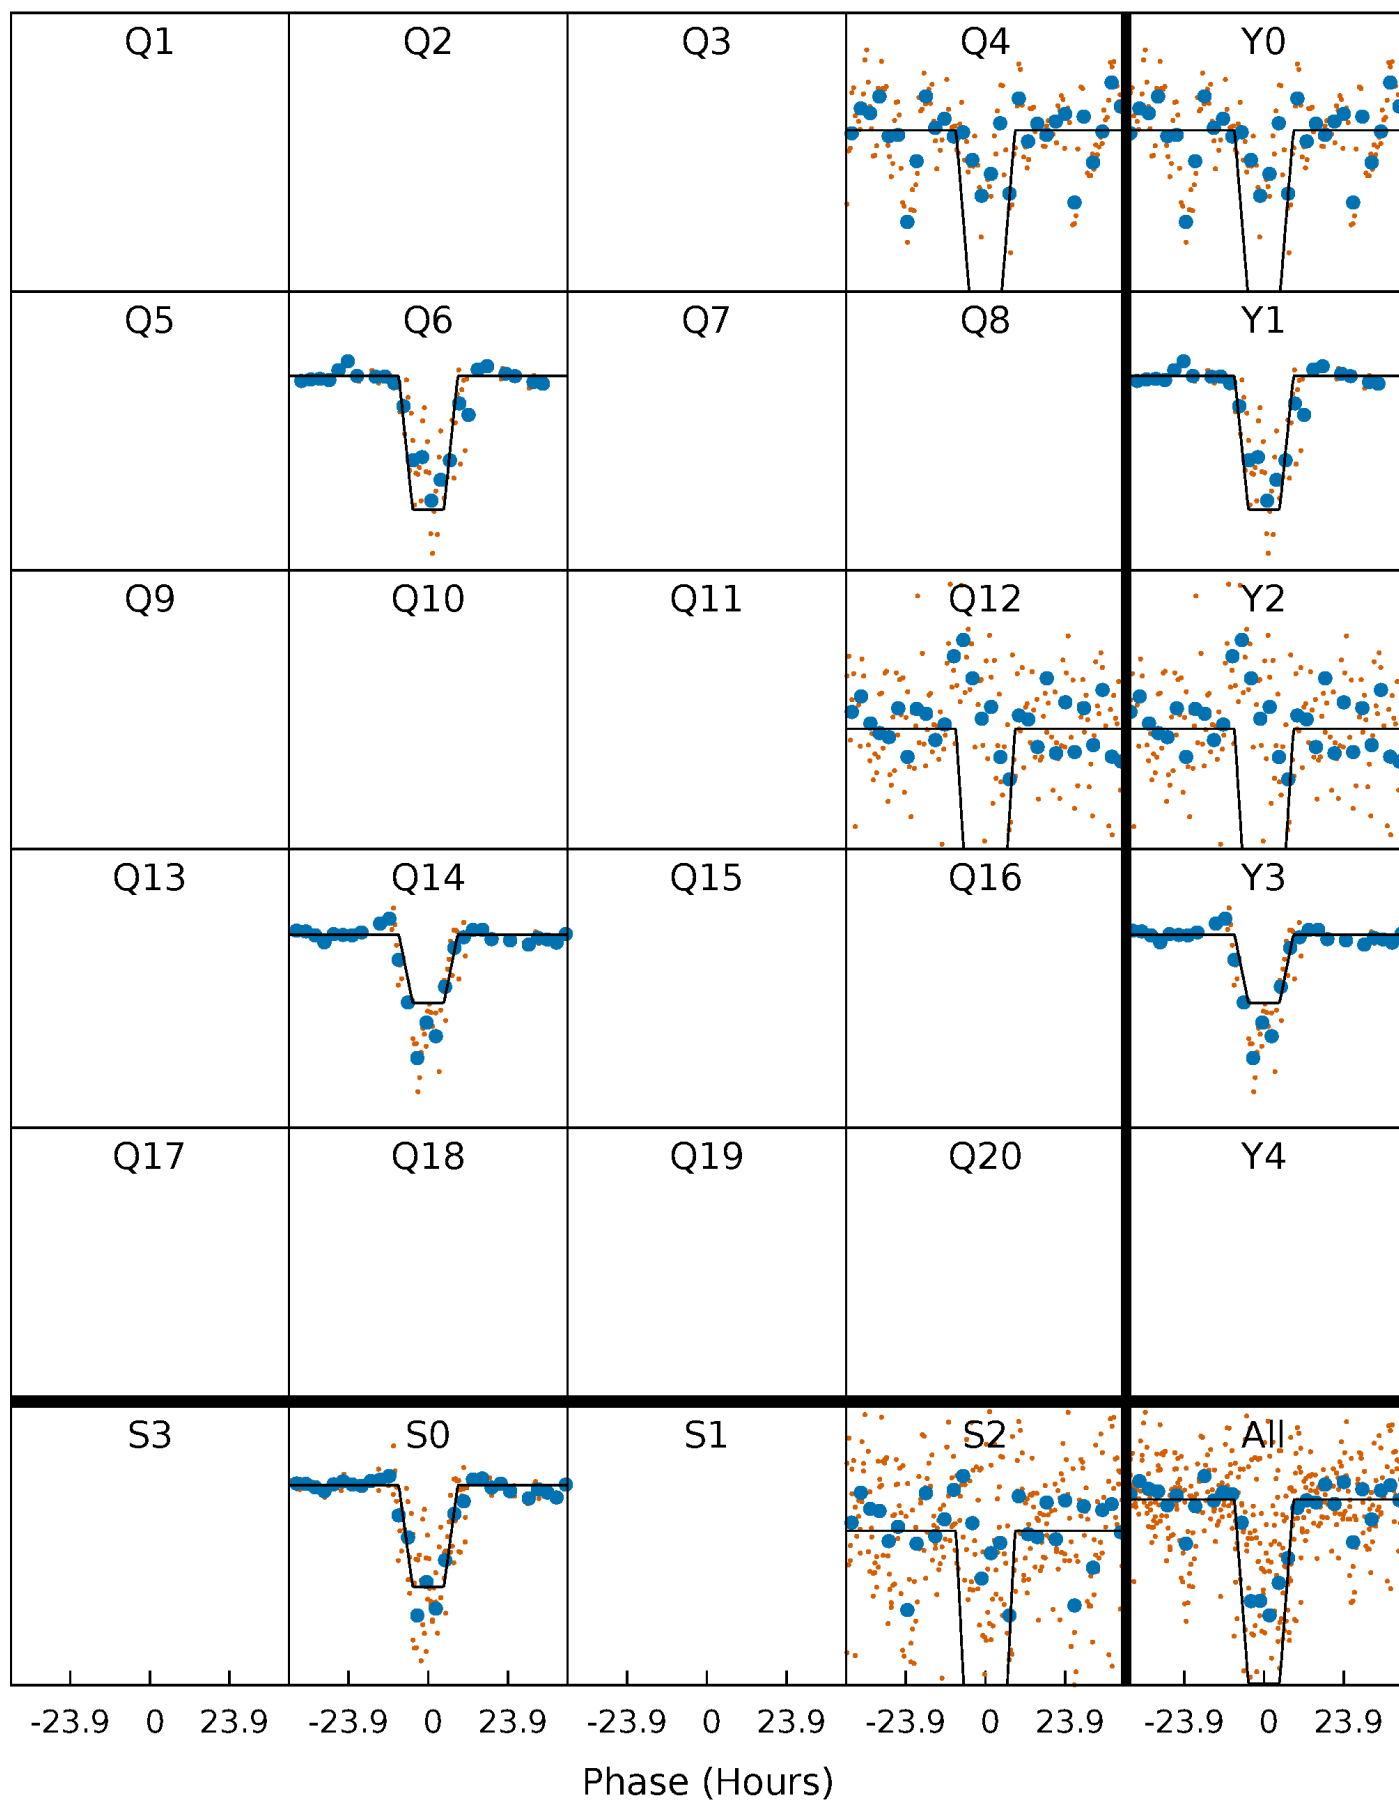 Q1 Q2 Q3 Q4 Y0
Q5 Q6 Q7 Q8 Y1
Q9 Q10 Q11 Q12 Y2
Q13 Q14 Q15 Q16 Y3
Q17 Q18 Q19 Q20 Y4
S3 S0 S1 S2 All
-23.9 0 23.9 -23.9 0 23.9 -23.9 0 23.9 -23.9 0 23.9 -23.9 0 23.9
Phase (Hours)